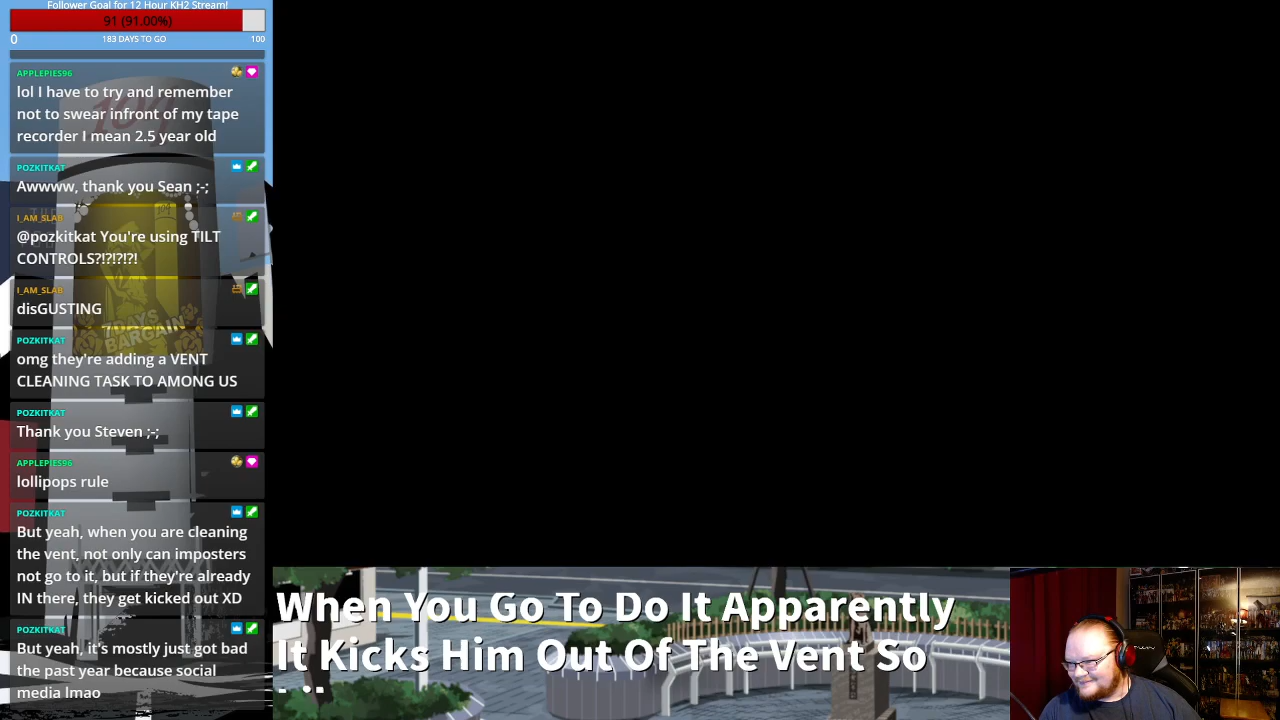 Follower Goal for 12 Hour KH2 Stream!
91 (91.00%)
0
183 DAYS TO GO
100
APPLEPIES96
lol I have to try and remember
not to swear infront of my tape
recorder I mean 2.5 year old
POZKITKAT
Awwww, thank you Sean ;-;
I_AM_SLAB
@pozkitkat You're using TILT
CONTROLS?!?!?!?!
I_AM_SLAB
disGUSTING
POZKITKAT
omg they're adding a VENT
CLEANING TASK TO AMONG US
POZKITKAT
Thank you Steven ;-;
APPLEPIES96
lollipops rule
POZKITKAT
But yeah, when you are cleaning
the vent, not only can imposters
not go to it, but if they're already
IN there, they get kicked out XD
POZKITKAT
But yeah, it's mostly just got bad
the past year because social
media lmao
104
7DAYS
BARGAIN
When You Go To Do It Apparently
It Kicks Him Out Of The Vent So